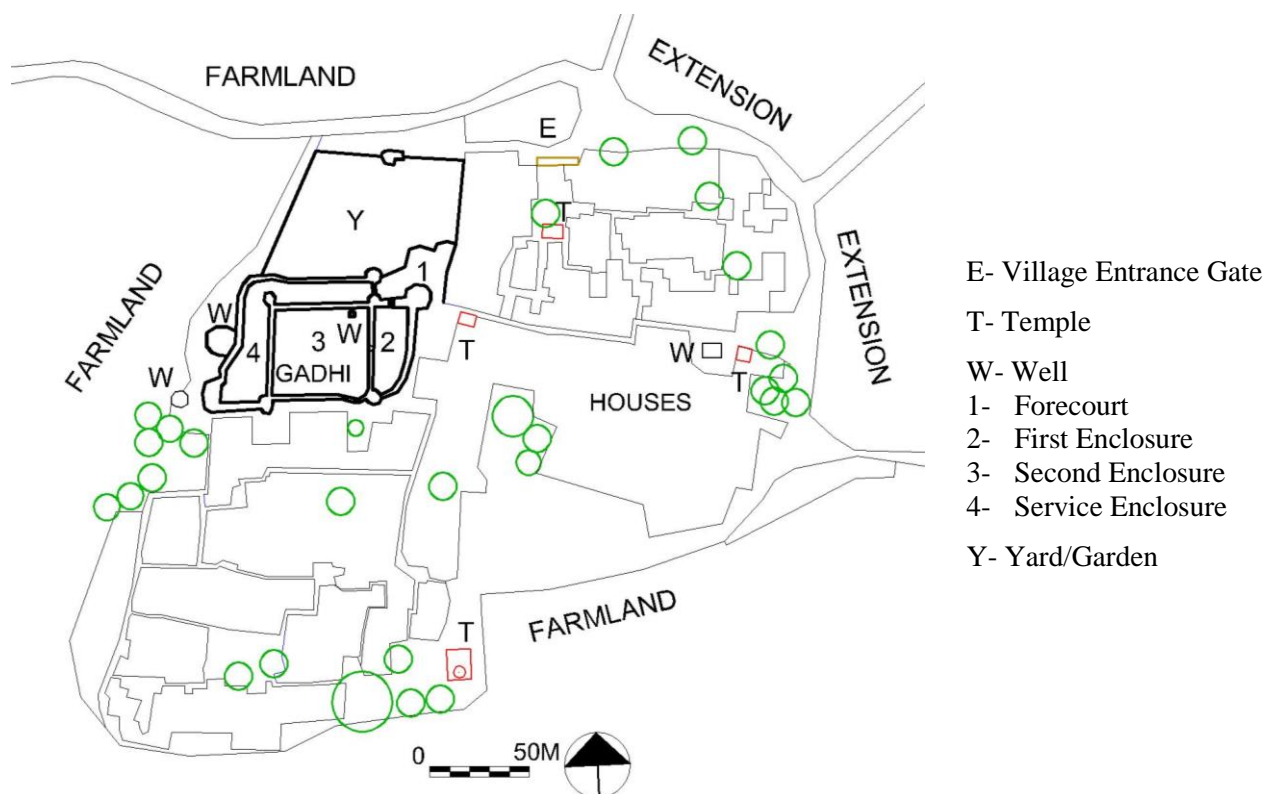 FARMLAND
EXTENSION
E
T
Y
1
EXTENSION
FARMLAND
W
W
3
2
4
GADHI
T
W
T
W
HOUSES
T
FARMLAND
0 50M
E- Village Entrance Gate
T- Temple
W- Well
1- Forecourt
2- First Enclosure
3- Second Enclosure
4- Service Enclosure
Y- Yard/Garden